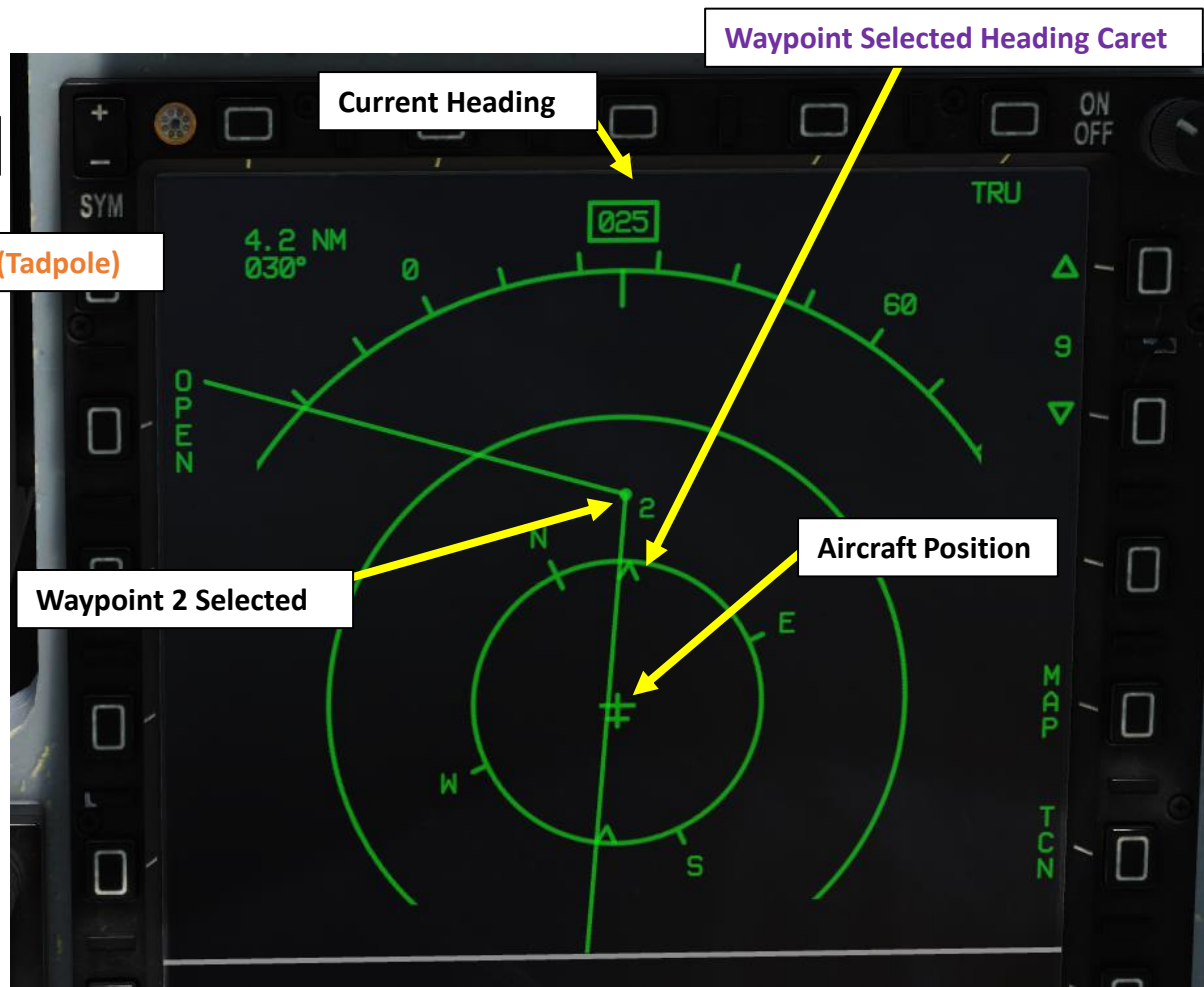 Waypoint Selected Heading Caret
Current Heading
ON
OFF
+
-
SYM
TRU
025
4.2 NM
030°
(Tadpole)
0
60
9
OPEN
2
N
E
Aircraft Position
Waypoint 2 Selected
MAP
W
S
TCN